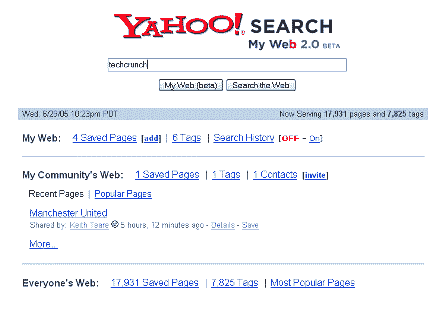 YAHOO! SEARCH
My Web 2.0 BETA
techcrunch
My Web (beta) Search the Web
Wed, 6/29/05 10:23pm PDT Now Serving 17,931 pages and 7,825 tags
My Web: 4 Saved Pages [add] | 6 Tags | Search History [OFF - On]
My Community's Web: 1 Saved Pages | 1 Tags | 1 Contacts [invite]
Recent Pages | Popular Pages
Manchester United
Shared by: Keith Teare 5 hours, 12 minutes ago - Details - Save
More...
Everyone's Web: 17,931 Saved Pages | 7,825 Tags | Most Popular Pages